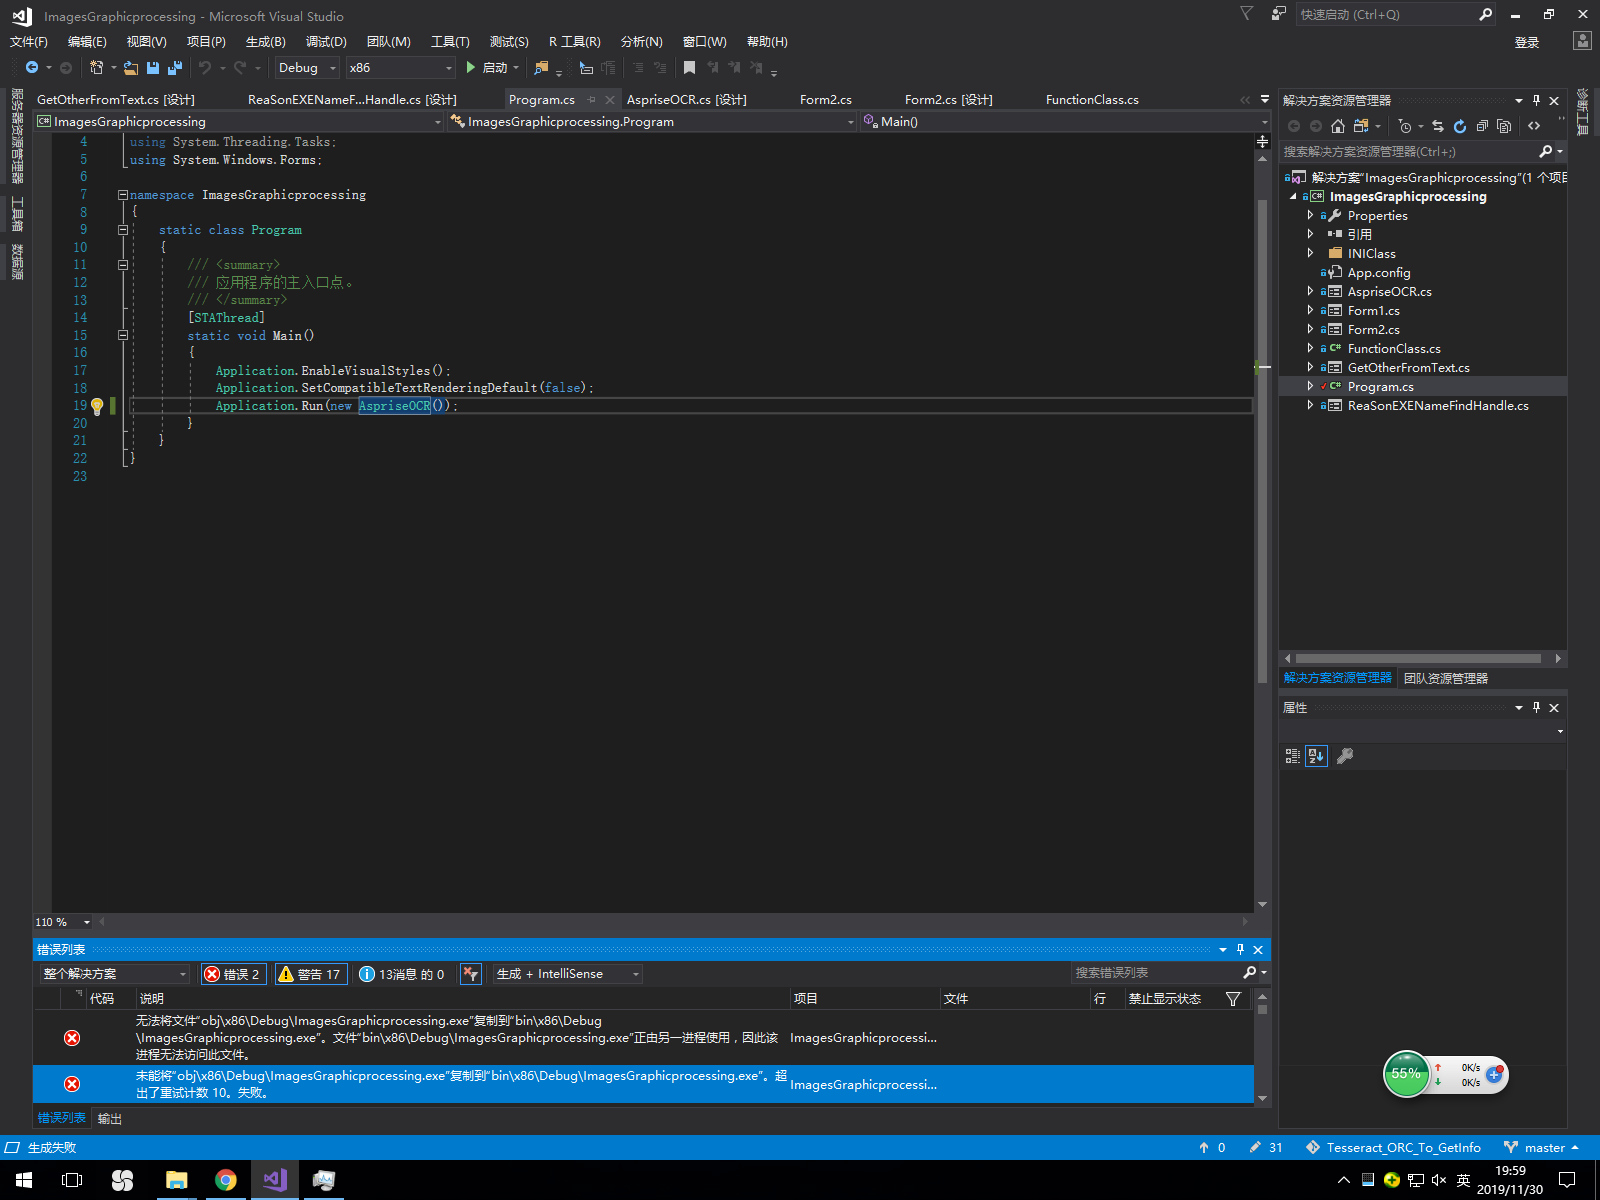 ImagesGraphicprocessing - Microsoft Visual Studio
快速启动 (Ctrl+Q)
文件(F) 编辑(E) 视图(V) 项目(P) 生成(B) 调试(D) 团队(M) 工具(T) 测试(S) R 工具(R) 分析(N) 窗口(W) 帮助(H)
登录
Debug x86 启动
服务器资源管理器
工具箱
数据源
GetOtherFromText.cs [设计] ReaSonEXENameF...Handle.cs [设计] Program.cs AspriseOCR.cs [设计] Form2.cs Form2.cs [设计] FunctionClass.cs
ImagesGraphicprocessing ImagesGraphicprocessing.Program Main()
4 using System.Threading.Tasks;
5 using System.Windows.Forms;
6
7 namespace ImagesGraphicprocessing
8 {
9 static class Program
10 {
11 /// <summary>
12 /// 应用程序的主入口点。
13 /// </summary>
14 [STAThread]
15 static void Main()
16 {
17 Application.EnableVisualStyles();
18 Application.SetCompatibleTextRenderingDefault(false);
19 Application.Run(new AspriseOCR());
20 }
21 }
22 }
23
110 %
解决方案资源管理器
搜索解决方案资源管理器(Ctrl+;)
解决方案"ImagesGraphicprocessing"(1 个项目
ImagesGraphicprocessing
Properties
引用
INIClass
App.config
AspriseOCR.cs
Form1.cs
Form2.cs
FunctionClass.cs
GetOtherFromText.cs
Program.cs
ReaSonEXENameFindHandle.cs
解决方案资源管理器 团队资源管理器
属性
诊断工具
错误列表
整个解决方案 错误 2 警告 17 13消息 的 0 生成 + IntelliSense 搜索错误列表
代码 说明 项目 文件 行 禁止显示状态
无法将文件"obj\x86\Debug\ImagesGraphicprocessing.exe"复制到"bin\x86\Debug
\ImagesGraphicprocessing.exe"。文件"bin\x86\Debug\ImagesGraphicprocessing.exe"正由另一进程使用，因此该 ImagesGraphicprocessi...
进程无法访问此文件。
未能将"obj\x86\Debug\ImagesGraphicprocessing.exe"复制到"bin\x86\Debug\ImagesGraphicprocessing.exe"。超 ImagesGraphicprocessi...
出了重试计数 10。失败。
错误列表 输出
55% 0K/s
0K/s
生成失败 0 31 Tesseract_ORC_To_GetInfo master
英 19:59
2019/11/30